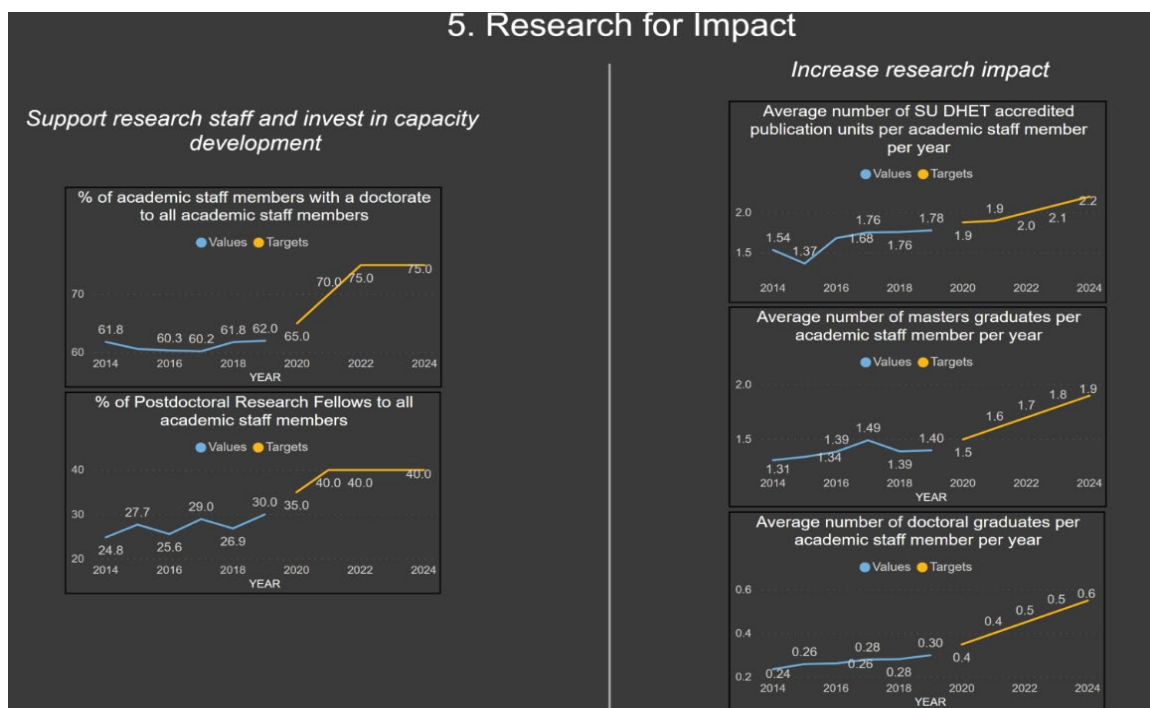 5. Research for Impact
Support research staff and invest in capacity
development
% of academic staff members with a doctorate
to all academic staff members
Values Targets
70
60
61.8
60.3
60.2
61.8
62.0
65.0
70.0
75.0
75.0
2014 2016 2018 2020 2022 2024
YEAR
% of Postdoctoral Research Fellows to all
academic staff members
Values Targets
40
30
20
24.8
27.7
25.6
29.0
26.9
30.0
35.0
40.0
40.0
40.0
2014 2016 2018 2020 2022 2024
YEAR
Increase research impact
Average number of SU DHET accredited
publication units per academic staff member
per year
Values Targets
2.0
1.5
1.54
1.37
1.68
1.76
1.76
1.78
1.9
1.9
2.0
2.1
2.2
2014 2016 2018 2020 2022 2024
Average number of masters graduates per
academic staff member per year
Values Targets
2.0
1.5
1.31
1.34
1.39
1.49
1.39
1.40
1.5
1.6
1.7
1.8
1.9
2014 2016 2018 2020 2022 2024
YEAR
Average number of doctoral graduates per
academic staff member per year
Values Targets
0.6
0.4
0.2
0.24
0.26
0.26
0.28
0.28
0.30
0.4
0.4
0.5
0.5
0.6
2014 2016 2018 2020 2022 2024
YEAR